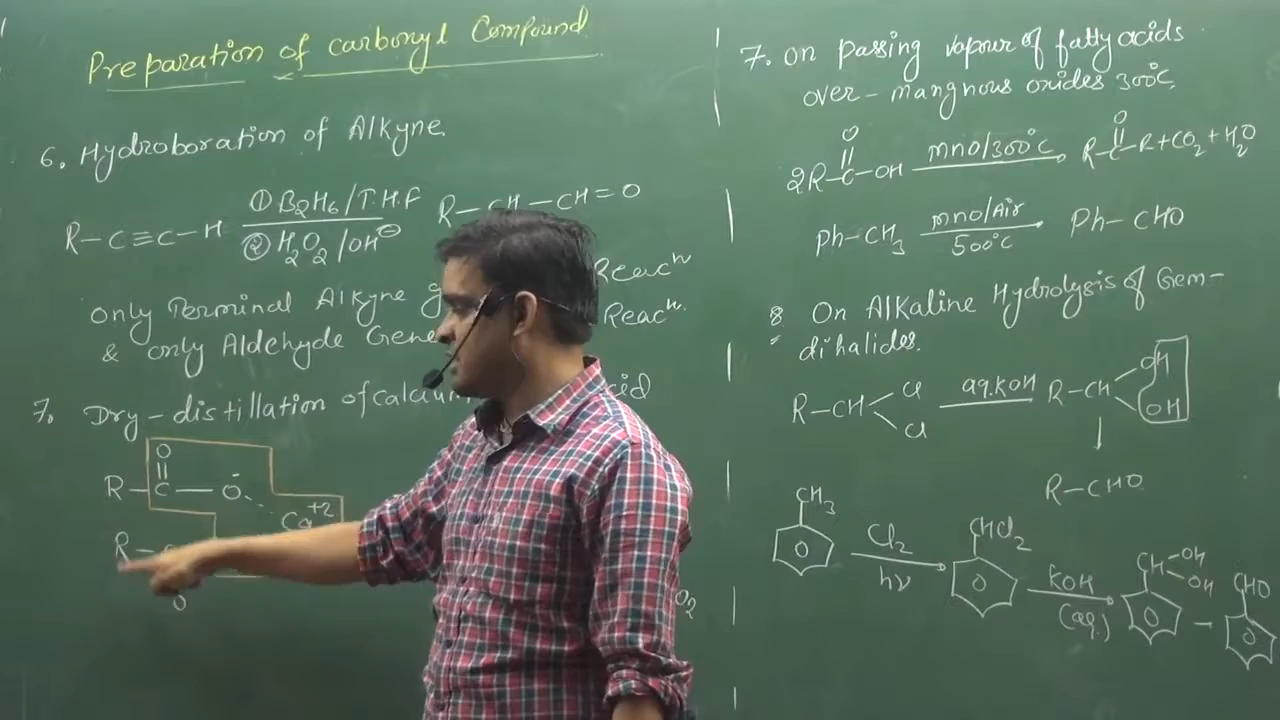 Preparation of carbonyl Compound
6. Hydroboration of Alkyne.
R-C≡C-H ①B2H6/T.H.F ②H2O2/OH⊖ R-CH-CH=O
only Terminal Alkyne g Reacⁿ
& only Aldehyde Gene Reacⁿ.
7. Dry-distillation of calcium
O
R-C-O-
Ca+2
R-
O
O2
7. On passing vapour of fatty acids
over-mangnous oxides 300°C.
2R-C(=O)-OH MnO/300°C R-C(=O)-R+CO2+H2O
Ph-CH3 MnO/Air 500°C Ph-CHO
8. On Alkaline Hydrolysis of Gem-
dihalides.
R-CH Cl Cl aq.KOH R-CH OH OH
R-CHO
CH3 Cl2 hν CHCl2 KOH (aq.) CH-OH OH CHO